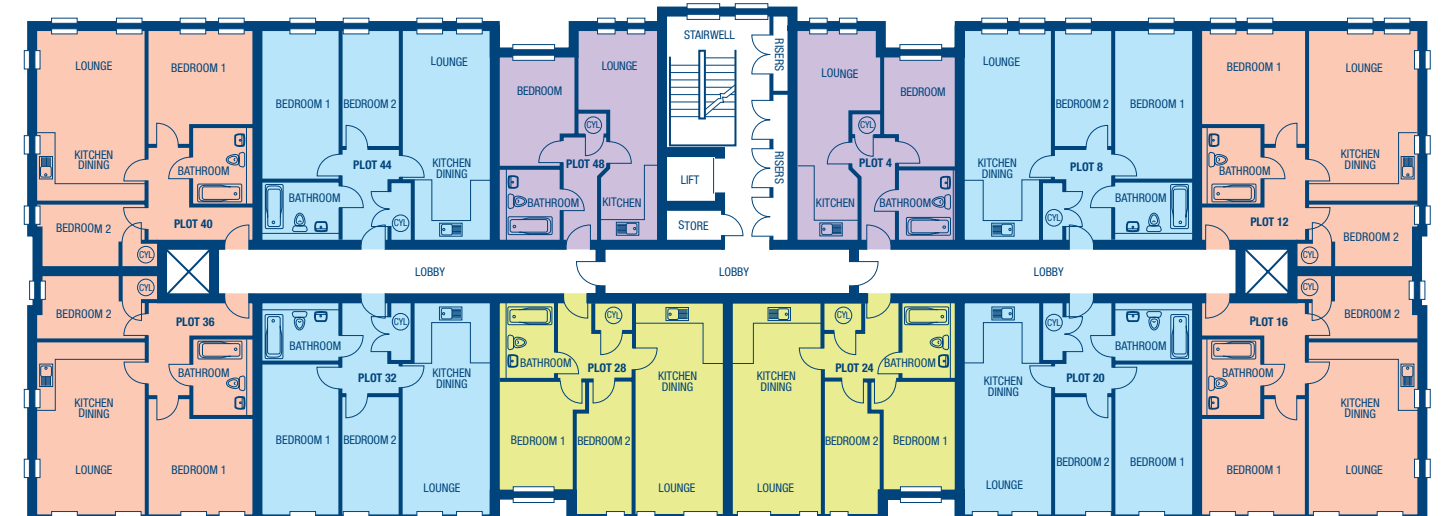 LOUNGE
BEDROOM 1
KITCHEN
DINING
BATHROOM
BEDROOM 2
PLOT 40
CYL
BEDROOM 1
BEDROOM 2
LOUNGE
PLOT 44
KITCHEN
DINING
BATHROOM
CYL
BEDROOM
LOUNGE
CYL
PLOT 48
BATHROOM
KITCHEN
STAIRWELL
RISERS
RISERS
LIFT
STORE
LOUNGE
BEDROOM
CYL
PLOT 4
BATHROOM
KITCHEN
LOUNGE
BEDROOM 2
BEDROOM 1
KITCHEN
DINING
PLOT 8
BATHROOM
CYL
BEDROOM 1
LOUNGE
KITCHEN
DINING
BATHROOM
PLOT 12
BEDROOM 2
CYL
LOBBY
LOBBY
LOBBY
CYL
BEDROOM 2
PLOT 36
BATHROOM
KITCHEN
DINING
LOUNGE
BEDROOM 1
CYL
BATHROOM
PLOT 32
KITCHEN
DINING
BEDROOM 1
BEDROOM 2
LOUNGE
CYL
BATHROOM
PLOT 28
KITCHEN
DINING
BEDROOM 1
BEDROOM 2
LOUNGE
CYL
KITCHEN
DINING
PLOT 24
BATHROOM
BEDROOM 2
BEDROOM 1
LOUNGE
CYL
BATHROOM
KITCHEN
DINING
PLOT 20
BEDROOM 2
BEDROOM 1
LOUNGE
CYL
PLOT 16
BEDROOM 2
BATHROOM
KITCHEN
DINING
BEDROOM 1
LOUNGE